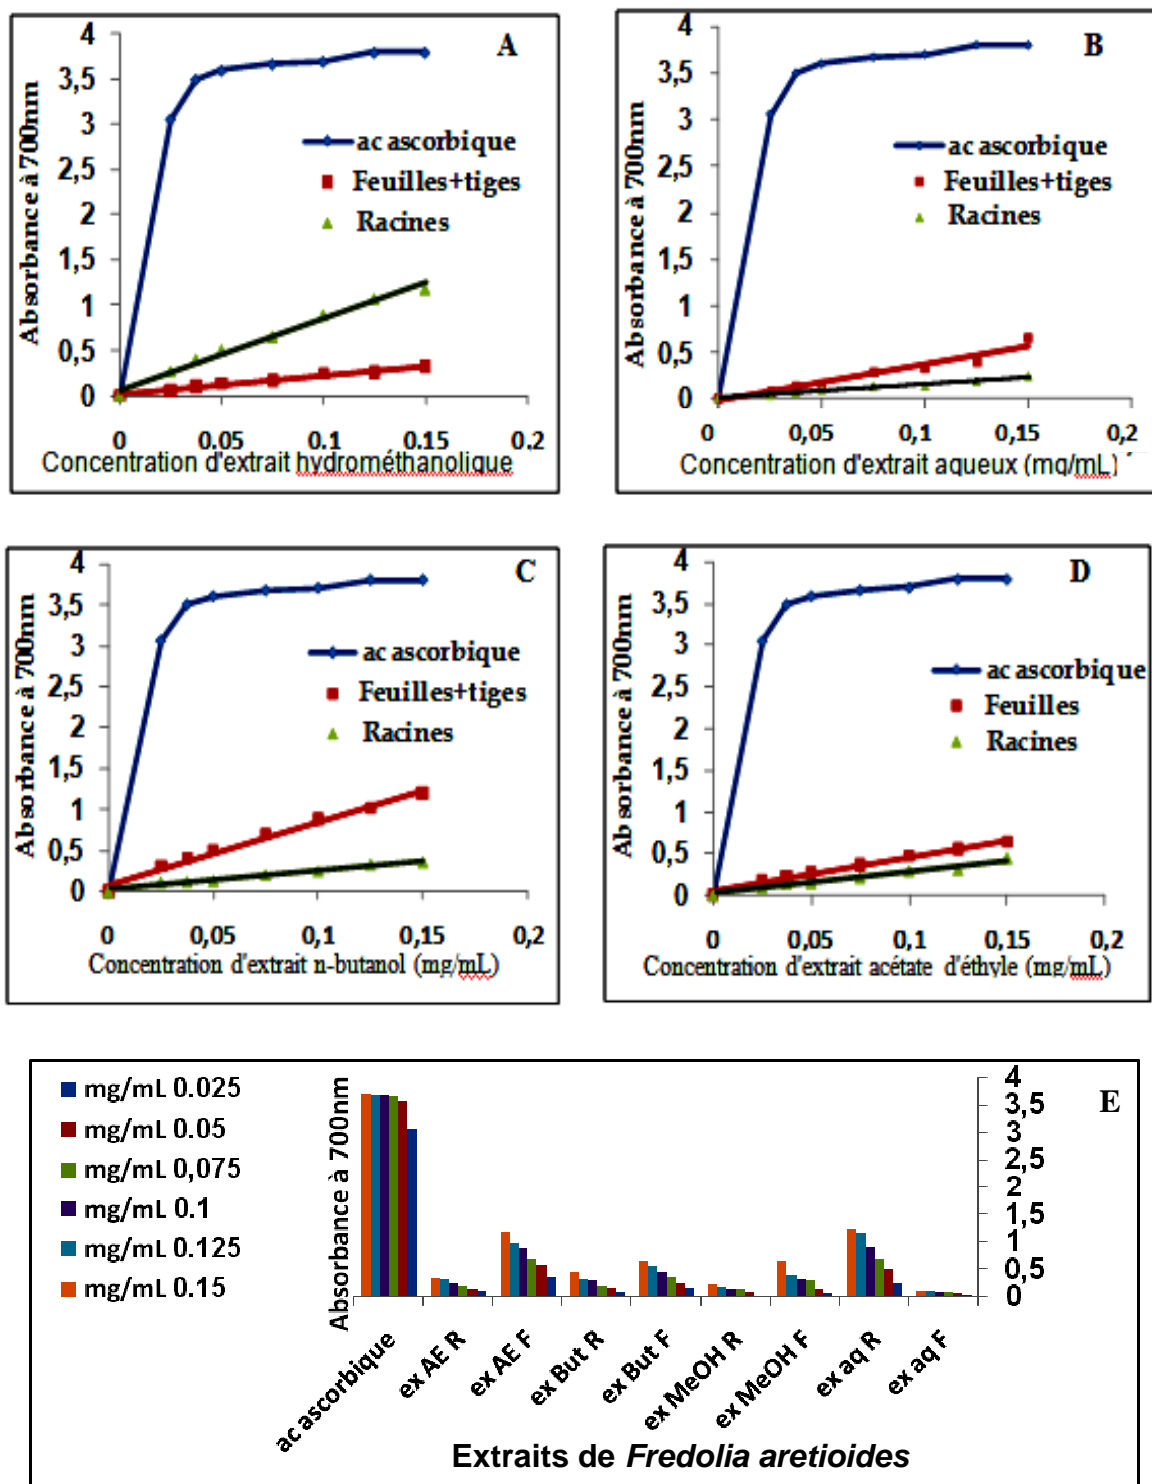 A
Absorbance à 700nm
4
3,5
3
2,5
2
1,5
1
0,5
0
ac ascorbique
Feuilles+tiges
Racines
0 0.05 0.1 0.15 0,2
Concentration d'extrait hydrométhanolique
B
Absorbance à 700nm
4
3,5
3
2,5
2
1,5
1
0,5
0
ac ascorbique
Feuilles+tiges
Racines
0 0,05 0,1 0,15 0,2
Concentration d'extrait aqueux (mg/mL)
C
Absorbance à 700nm
4
3,5
3
2,5
2
1,5
1
0,5
0
ac ascorbique
Feuilles+tiges
Racines
0 0,05 0,1 0,15 0,2
Concentration d'extrait n-butanol (mg/mL)
D
Absorbance à 700nm
4
3,5
3
2,5
2
1,5
1
0,5
0
ac ascorbique
Feuilles
Racines
0 0,05 0,1 0,15 0,2
Concentration d'extrait acétate d'éthyle (mg/mL)
E
mg/mL 0.025
mg/mL 0.05
mg/mL 0,075
mg/mL 0.1
mg/mL 0.125
mg/mL 0.15
Absorbance à 700nm
4
3,5
3
2,5
2
1,5
1
0,5
0
ac ascorbique
ex AE R
ex AE F
ex But R
ex But F
ex MeOH R
ex MeOH F
ex aq R
ex aq F
Extraits de Fredolia aretioides